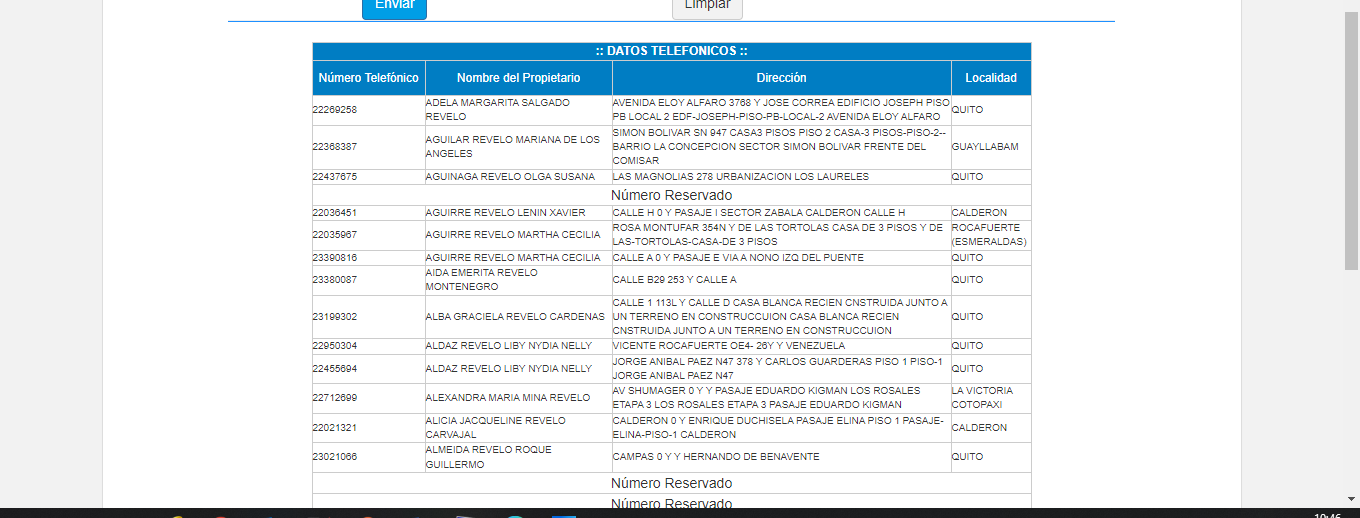 Enviar
Limpiar
:: DATOS TELEFONICOS ::
Número Telefónico Nombre del Propietario Dirección Localidad
22269258 ADELA MARGARITA SALGADO REVELO AVENIDA ELOY ALFARO 3768 Y JOSE CORREA EDIFICIO JOSEPH PISO PB LOCAL 2 EDF-JOSEPH-PISO-PB-LOCAL-2 AVENIDA ELOY ALFARO QUITO
22368387 AGUILAR REVELO MARIANA DE LOS ANGELES SIMON BOLIVAR SN 947 CASA3 PISOS PISO 2 CASA-3 PISOS-PISO-2-- BARRIO LA CONCEPCION SECTOR SIMON BOLIVAR FRENTE DEL COMISAR GUAYLLABAM
22437675 AGUINAGA REVELO OLGA SUSANA LAS MAGNOLIAS 278 URBANIZACION LOS LAURELES QUITO
Número Reservado
22036451 AGUIRRE REVELO LENIN XAVIER CALLE H 0 Y PASAJE I SECTOR ZABALA CALDERON CALLE H CALDERON
22035967 AGUIRRE REVELO MARTHA CECILIA ROSA MONTUFAR 354N Y DE LAS TORTOLAS CASA DE 3 PISOS Y DE LAS-TORTOLAS-CASA-DE 3 PISOS ROCAFUERTE (ESMERALDAS)
23390816 AGUIRRE REVELO MARTHA CECILIA CALLE A 0 Y PASAJE E VIA A NONO IZQ DEL PUENTE QUITO
23380087 AIDA EMERITA REVELO MONTENEGRO CALLE B29 253 Y CALLE A QUITO
23199302 ALBA GRACIELA REVELO CARDENAS CALLE 1 113L Y CALLE D CASA BLANCA RECIEN CNSTRUIDA JUNTO A UN TERRENO EN CONSTRUCCUION CASA BLANCA RECIEN CNSTRUIDA JUNTO A UN TERRENO EN CONSTRUCCUION QUITO
22950304 ALDAZ REVELO LIBY NYDIA NELLY VICENTE ROCAFUERTE OE4- 26Y Y VENEZUELA QUITO
22455694 ALDAZ REVELO LIBY NYDIA NELLY JORGE ANIBAL PAEZ N47 378 Y CARLOS GUARDERAS PISO 1 PISO-1 JORGE ANIBAL PAEZ N47 QUITO
22712699 ALEXANDRA MARIA MINA REVELO AV SHUMAGER 0 Y Y PASAJE EDUARDO KIGMAN LOS ROSALES ETAPA 3 LOS ROSALES ETAPA 3 PASAJE EDUARDO KIGMAN LA VICTORIA COTOPAXI
22021321 ALICIA JACQUELINE REVELO CARVAJAL CALDERON 0 Y ENRIQUE DUCHISELA PASAJE ELINA PISO 1 PASAJE-ELINA-PISO-1 CALDERON CALDERON
23021066 ALMEIDA REVELO ROQUE GUILLERMO CAMPAS 0 Y Y HERNANDO DE BENAVENTE QUITO
Número Reservado
Número Reservado
10:46